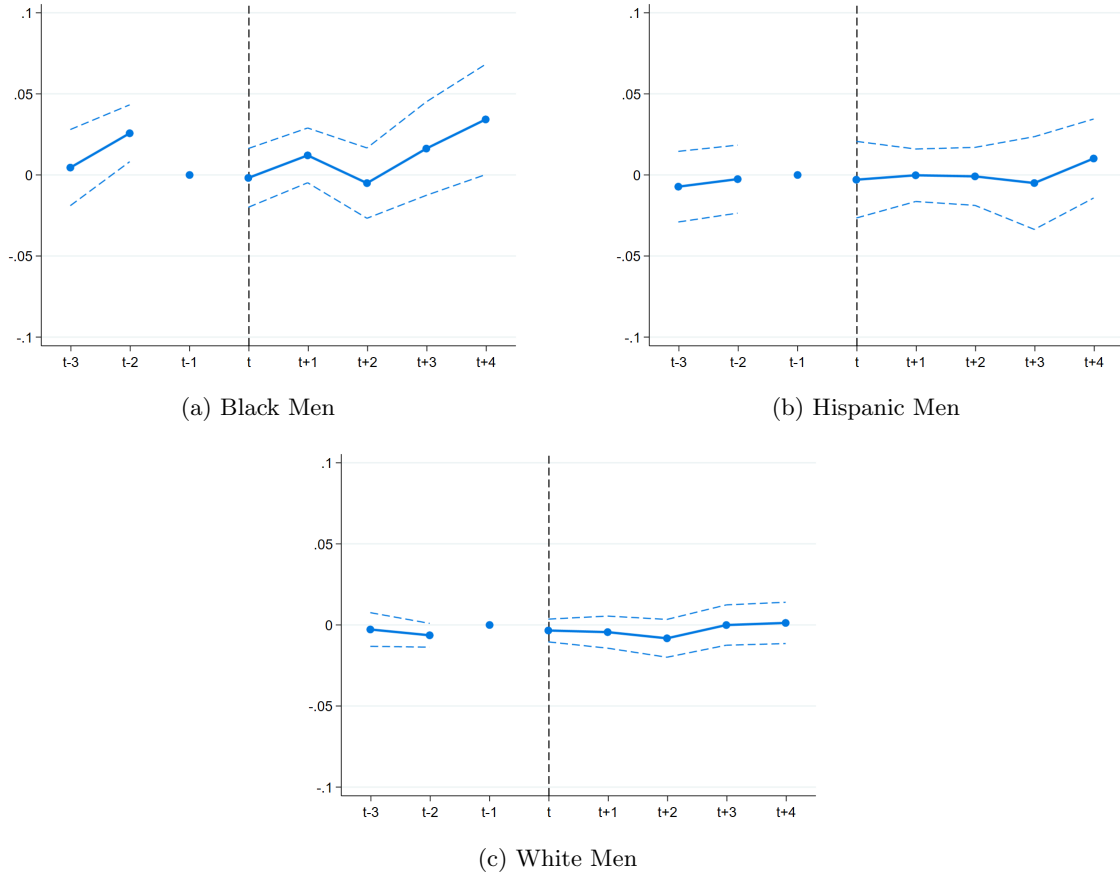 .1
.05
0
-.05
-.1
t-3 t-2 t-1 t t+1 t+2 t+3 t+4
(a) Black Men
.1
.05
0
-.05
-.1
t-3 t-2 t-1 t t+1 t+2 t+3 t+4
(b) Hispanic Men
.1
.05
0
-.05
-.1
t-3 t-2 t-1 t t+1 t+2 t+3 t+4
(c) White Men